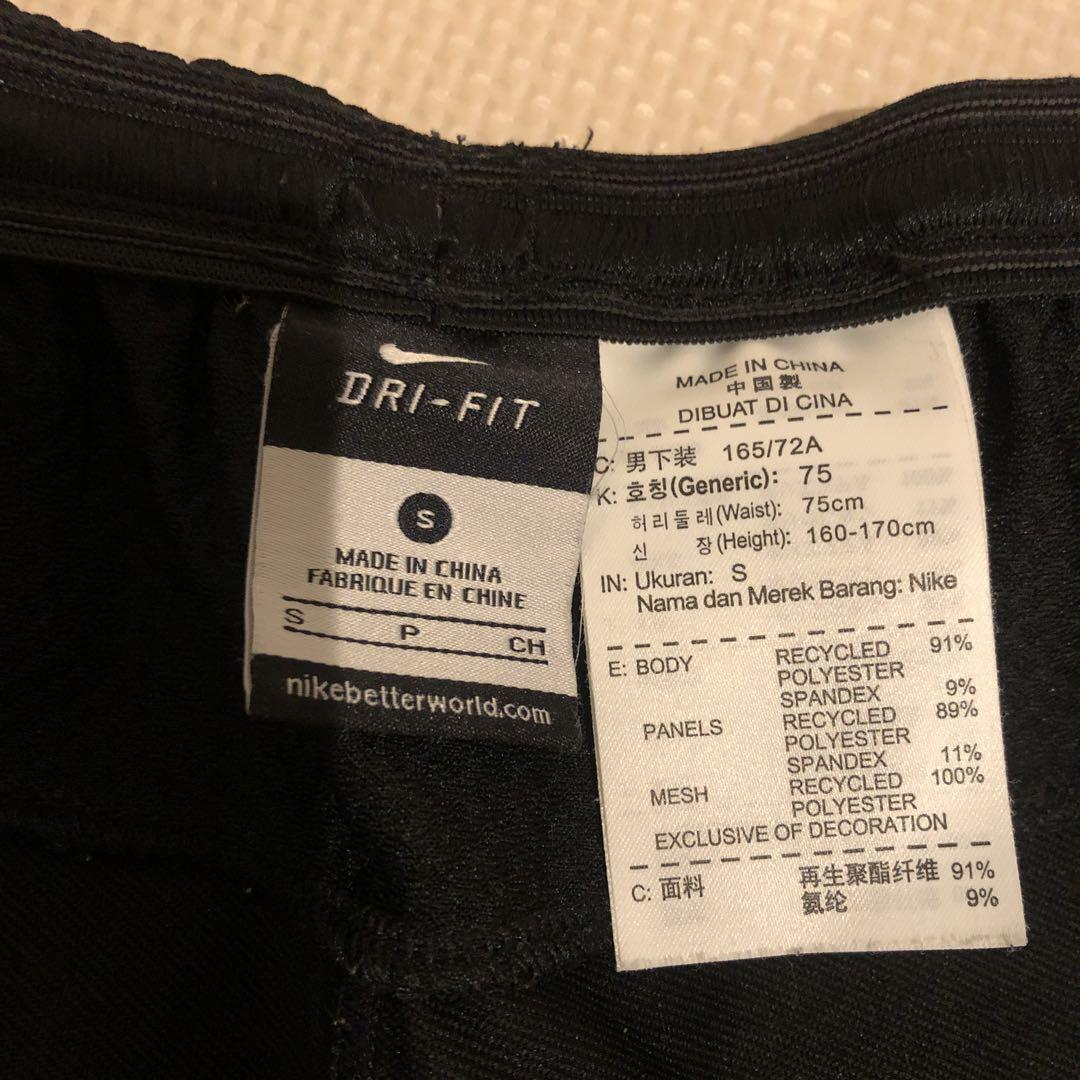 DRI-FIT
S
MADE IN CHINA
FABRIQUE EN CHINE
S P CH
nikebetterworld.com
MADE IN CHINA
中国製
DIBUAT DI CINA
C: 男下装 165/72A
K: 호칭(Generic): 75
허리둘레(Waist): 75cm
신 장(Height): 160-170cm
IN: Ukuran: S
Nama dan Merek Barang: Nike
E: BODY RECYCLED 91%
POLYESTER
SPANDEX 9%
PANELS RECYCLED 89%
POLYESTER
SPANDEX 11%
MESH RECYCLED 100%
POLYESTER
EXCLUSIVE OF DECORATION
C: 面料 再生聚酯纤维 91%
氨纶 9%